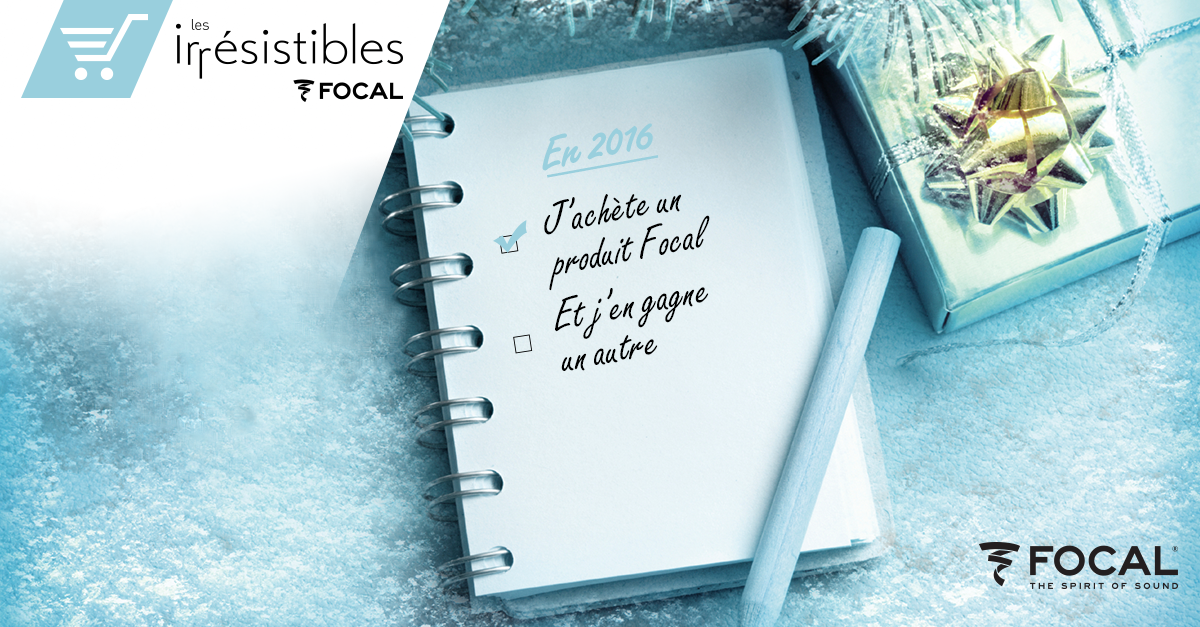 les
irrésistibles
FOCAL
En 2016
J'achète un
produit Focal
Et j'en gagne
un autre
FOCAL®
THE SPIRIT OF SOUND